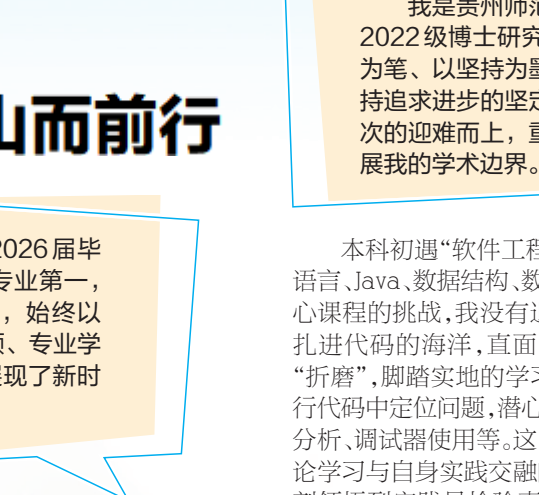 山而前行
2026届毕
专业第一，
，始终以
、专业学
展现了新时
我是贵州师范
2022级博士研究
为笔、以坚持为墨
持追求进步的坚定
次的迎难而上，重
展我的学术边界。
本科初遇“软件工程
语言、Java、数据结构、数
心课程的挑战，我没有
扎进代码的海洋，直面
“折磨”，脚踏实地的学习
行代码中定位问题，潜心
分析、调试器使用等。这
论学习与自身实践交融